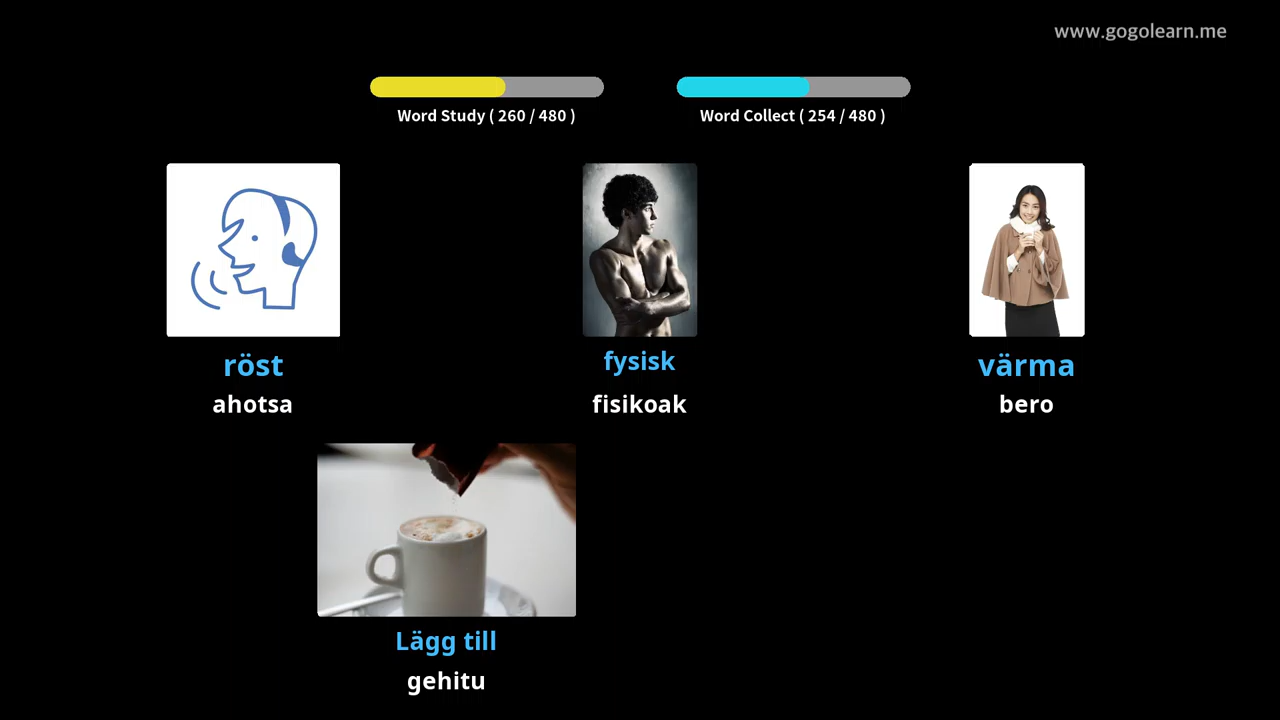 www.gogolearn.me
Word Study ( 260 / 480 )
Word Collect ( 254 / 480 )
röst
ahotsa
fysisk
fisikoak
värma
bero
Lägg till
gehitu